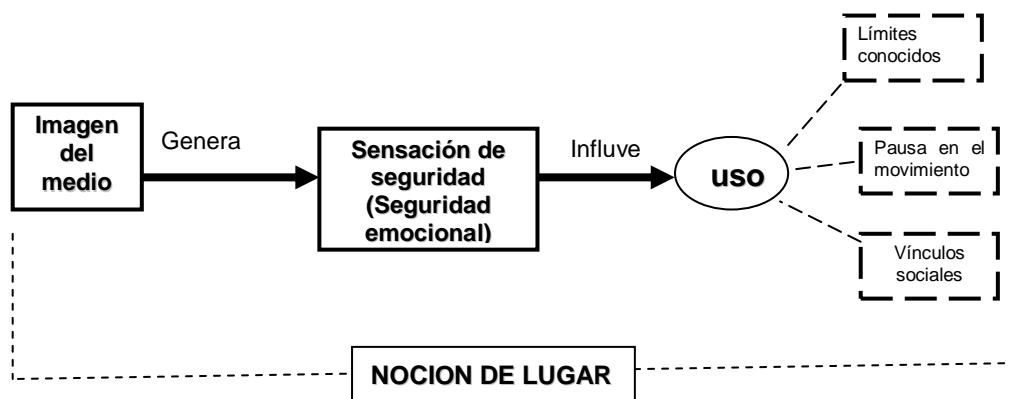 Límites
conocidos
Imagen
del
medio
Genera
Sensación de
seguridad
(Seguridad
emocional)
Influve
uso
Pausa en el
movimiento
Vínculos
sociales
NOCION DE LUGAR